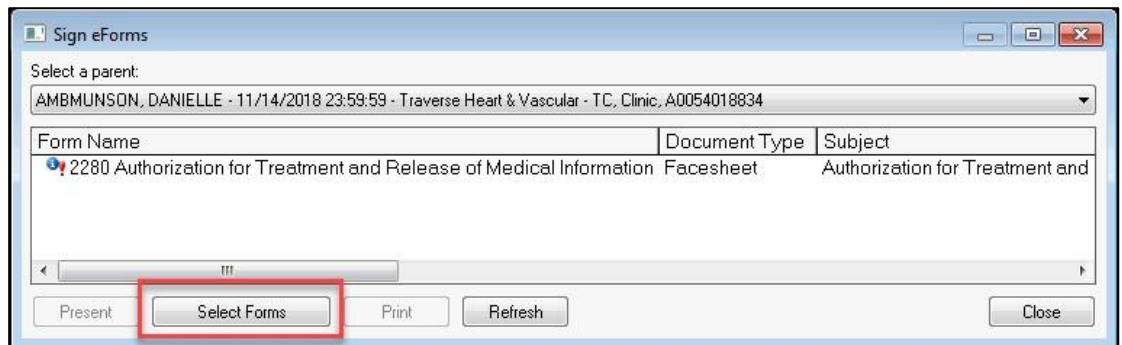 Sign eForms
Select a parent:
AMBMUNSON, DANIELLE - 11/14/2018 23:59:59 - Traverse Heart & Vascular - TC, Clinic, A0054018834
Form Name Document Type Subject
2280 Authorization for Treatment and Release of Medical Information Facesheet Authorization for Treatment and
Present Select Forms Print Refresh Close